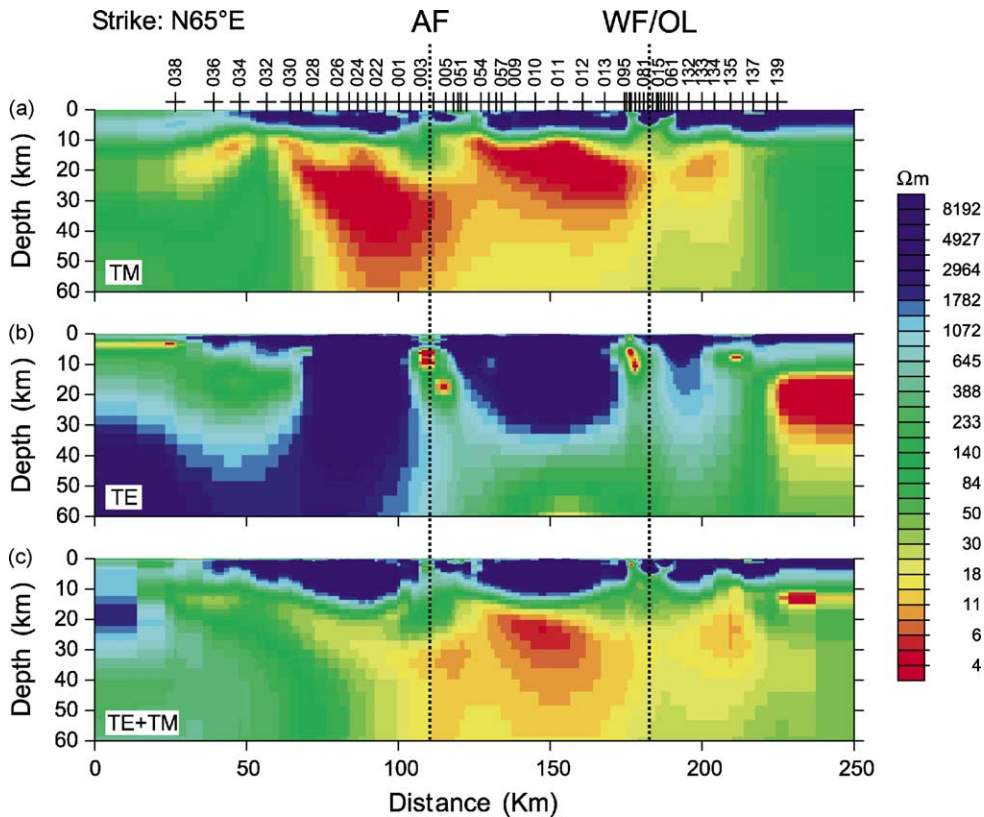 Strike: N65°E
AF
WF/OL
038 036 034 032 030 028 026 024 022 001 003 005 051 054 057 009 010 011 012 013 095 081 015 061 132 133 134 135 137 139
(a)
Depth (km)
0
10
20
30
40
50
60
TM
(b)
Depth (km)
0
10
20
30
40
50
60
TE
(c)
Depth (km)
0
10
20
30
40
50
60
TE+TM
0 50 100 150 200 250
Distance (Km)
Ωm
8192
4927
2964
1782
1072
645
388
233
140
84
50
30
18
11
6
4